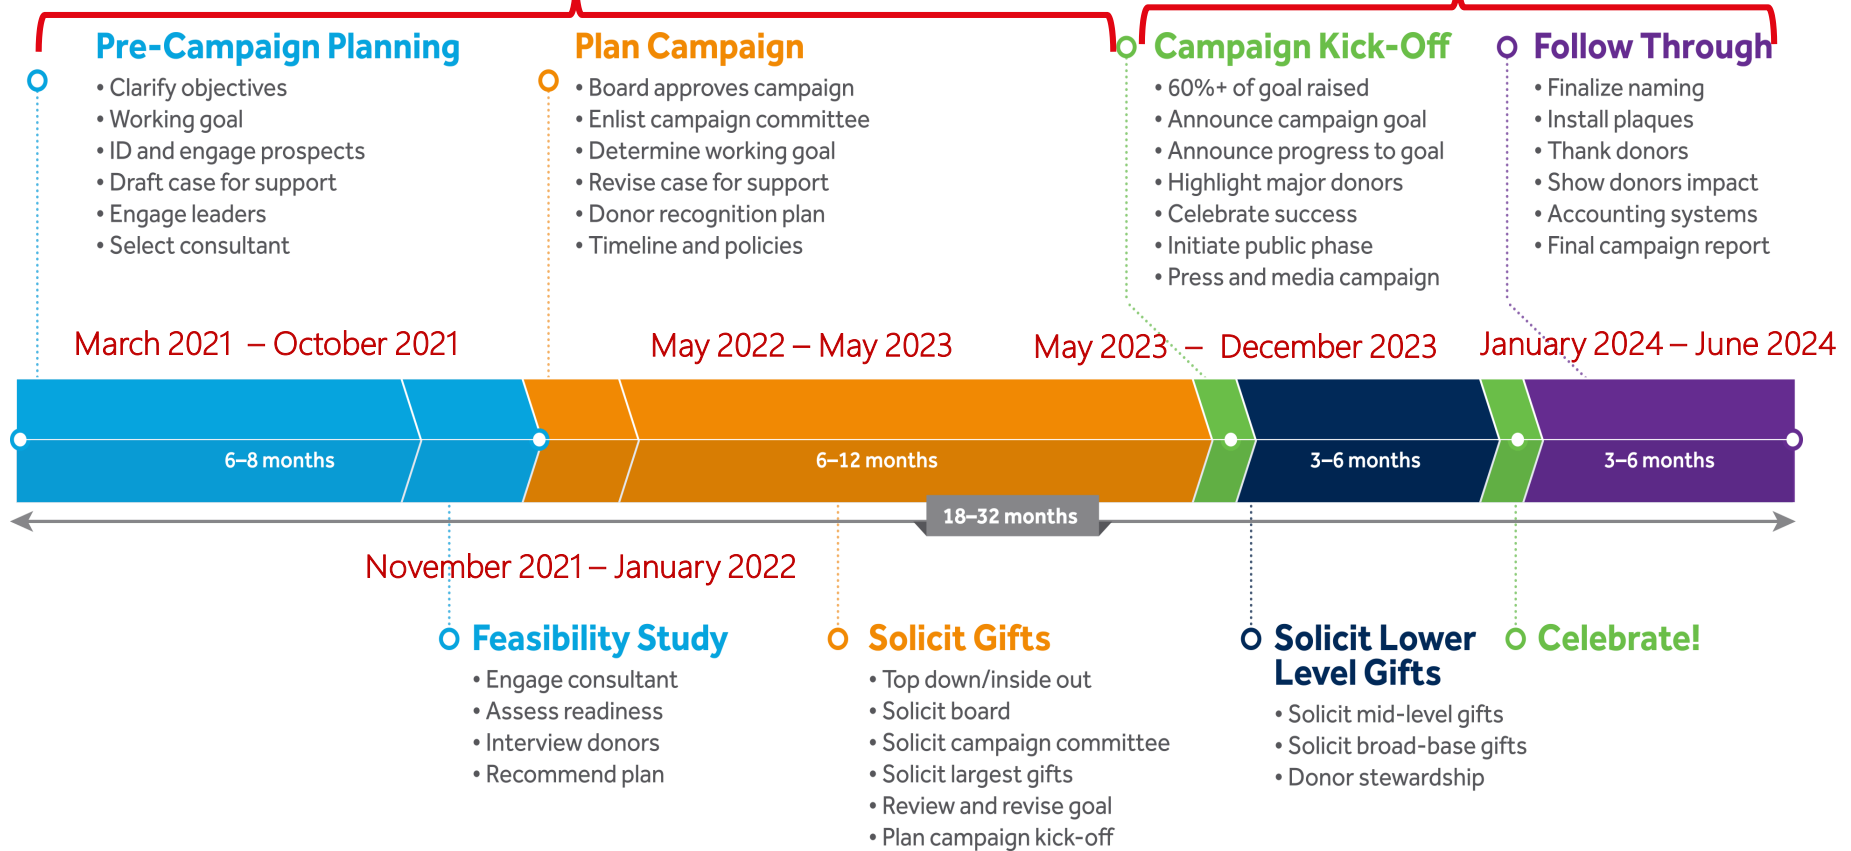 Pre-Campaign Planning
• Clarify objectives
• Working goal
• ID and engage prospects
• Draft case for support
• Engage leaders
• Select consultant
Plan Campaign
• Board approves campaign
• Enlist campaign committee
• Determine working goal
• Revise case for support
• Donor recognition plan
• Timeline and policies
Campaign Kick-Off
• 60%+ of goal raised
• Announce campaign goal
• Announce progress to goal
• Highlight major donors
• Celebrate success
• Initiate public phase
• Press and media campaign
Follow Through
• Finalize naming
• Install plaques
• Thank donors
• Show donors impact
• Accounting systems
• Final campaign report
March 2021 – October 2021
May 2022 – May 2023
May 2023 – December 2023
January 2024 – June 2024
6–8 months
6–12 months
3–6 months
3–6 months
18–32 months
November 2021 – January 2022
Feasibility Study
• Engage consultant
• Assess readiness
• Interview donors
• Recommend plan
Solicit Gifts
• Top down/inside out
• Solicit board
• Solicit campaign committee
• Solicit largest gifts
• Review and revise goal
• Plan campaign kick-off
Solicit Lower
Level Gifts
• Solicit mid-level gifts
• Solicit broad-base gifts
• Donor stewardship
Celebrate!